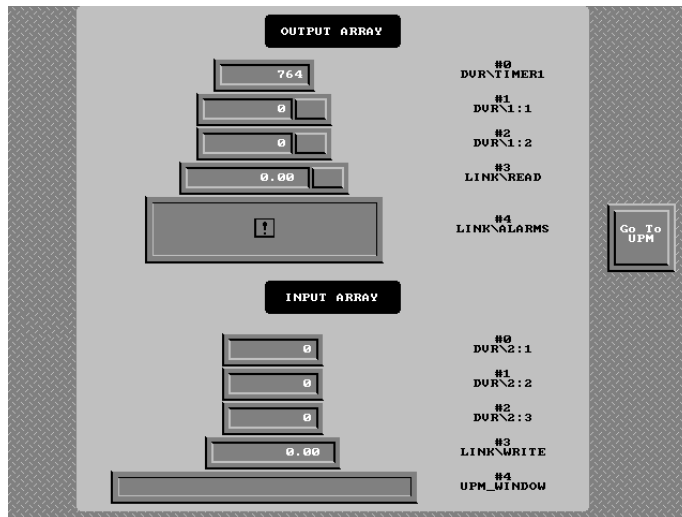 OUTPUT ARRAY
764
#0
DVR\TIMER1
0
#1
DVR\1:1
0
#2
DVR\1:2
0.00
#3
LINK\READ
!
#4
LINK\ALARMS
Go To
UPM
INPUT ARRAY
0
#0
DVR\2:1
0
#1
DVR\2:2
0
#2
DVR\2:3
0.00
#3
LINK\WRITE
#4
UPM_WINDOW